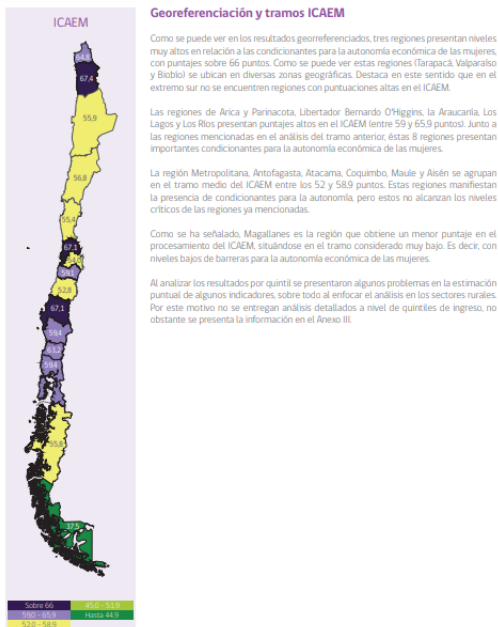 ICAEM
64,8
67,4
55,9
56,8
55,4
67,1
54,0
59,1
52,8
67,1
59,4
63,2
59,4
55,8
37,5
Sobre 66
45,0 - 51,9
59,0 - 65,9
Hasta 44,9
52,0 - 58,9
Georeferenciación y tramos ICAEM
Como se puede ver en los resultados georreferenciados, tres regiones presentan niveles
muy altos en relación a las condicionantes para la autonomía económica de las mujeres,
con puntajes sobre 66 puntos. Como se puede ver estas regiones (Tarapacá, Valparaíso
y Biobío) se ubican en diversas zonas geográficas. Destaca en este sentido que en el
extremo sur no se encuentren regiones con puntuaciones altas en el ICAEM.
Las regiones de Arica y Parinacota, Libertador Bernardo O'Higgins, la Araucanía, Los
Lagos y Los Ríos presentan puntajes altos en el ICAEM (entre 59 y 65,9 puntos). Junto a
las regiones mencionadas en el análisis del tramo anterior, éstas 8 regiones presentan
importantes condicionantes para la autonomía económica de las mujeres.
La región Metropolitana, Antofagasta, Atacama, Coquimbo, Maule y Aisén se agrupan
en el tramo medio del ICAEM entre los 52 y 58,9 puntos. Estas regiones manifiestan
la presencia de condicionantes para la autonomía, pero estos no alcanzan los niveles
críticos de las regiones ya mencionadas.
Como se ha señalado, Magallanes es la región que obtiene un menor puntaje en el
procesamiento del ICAEM, situándose en el tramo considerado muy bajo. Es decir, con
niveles bajos de barreras para la autonomía económica de las mujeres.
Al analizar los resultados por quintil se presentaron algunos problemas en la estimación
puntual de algunos indicadores, sobre todo al enfocar el análisis en los sectores rurales.
Por este motivo no se entregan análisis detallados a nivel de quintiles de ingreso, no
obstante se presenta la información en el Anexo III.